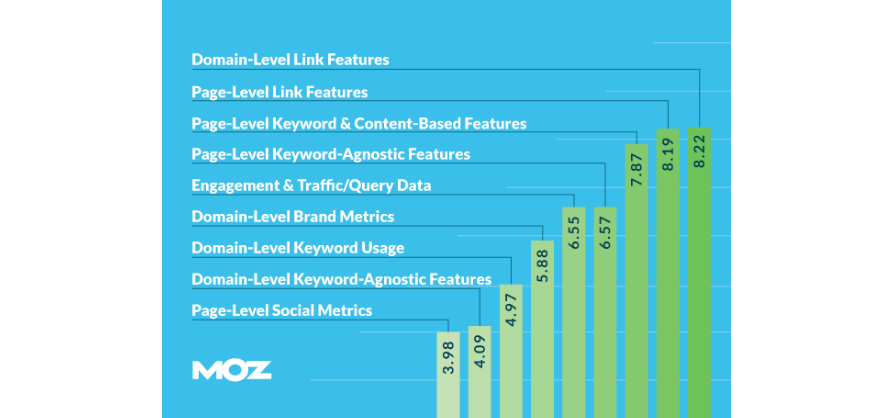 Domain-Level Link Features
Page-Level Link Features
Page-Level Keyword & Content-Based Features
Page-Level Keyword-Agnostic Features
Engagement & Traffic/Query Data
Domain-Level Brand Metrics
Domain-Level Keyword Usage
Domain-Level Keyword-Agnostic Features
Page-Level Social Metrics
3.98
4.09
4.97
5.88
6.55
6.57
7.87
8.19
8.22
MOZ